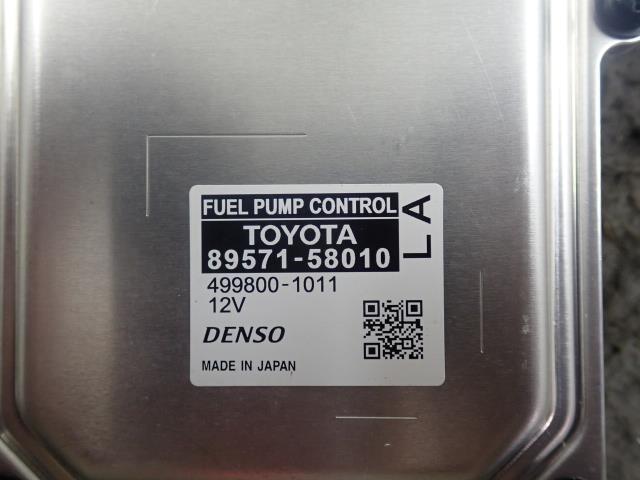 FUEL PUMP CONTROL
TOYOTA
89571-58010
LA
499800-1011
12V
DENSO
MADE IN JAPAN